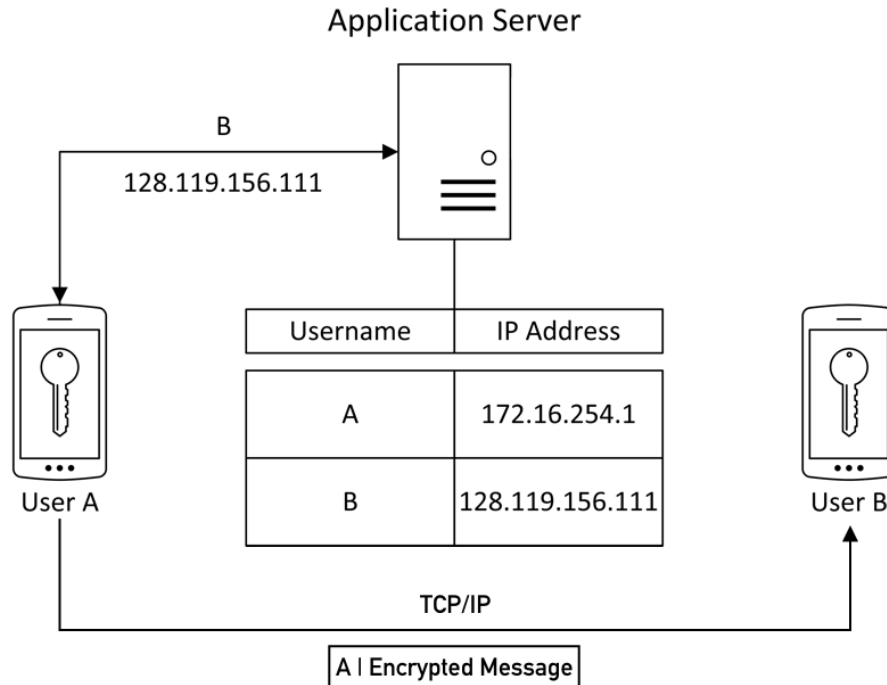 Application Server
B
128.119.156.111
Username IP Address
A 172.16.254.1
B 128.119.156.111
User A
User B
TCP/IP
A | Encrypted Message